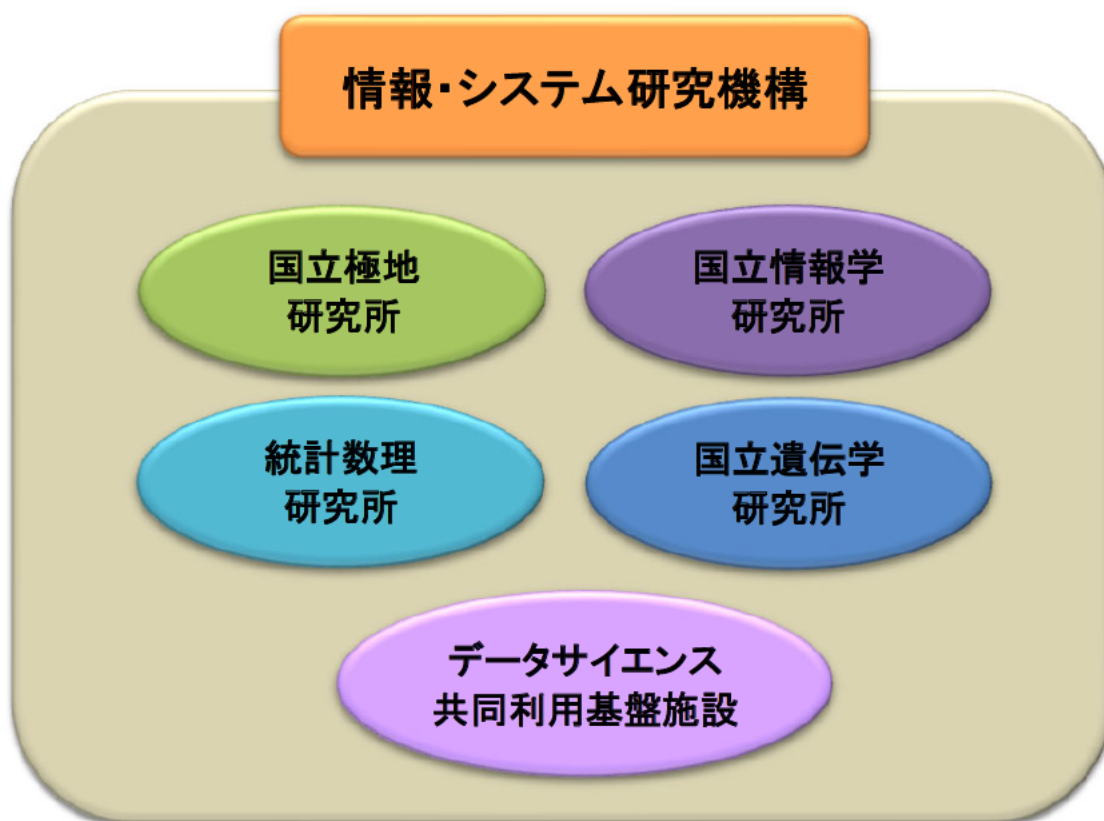 情報・システム研究機構
国立極地
研究所
国立情報学
研究所
統計数理
研究所
国立遺伝学
研究所
データサイエンス
共同利用基盤施設